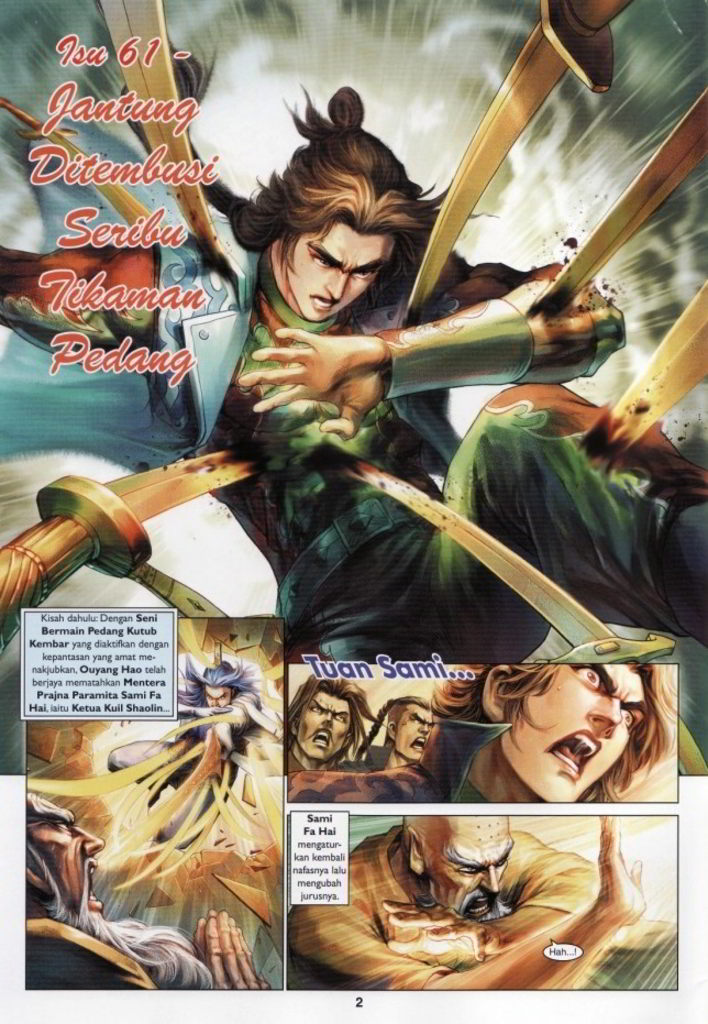 Isu 61 -
Jantung
Ditembusi
Seribu
Tikaman
Pedang
Kisah dahulu: Dengan Seni
Bermain Pedang Kutub
Kembar yang diaktifkan dengan
kepantasan yang amat me-
nakjubkan, Ouyang Hao telah
berjaya mematahkan Mentera
Prajna Paramita Sami Fa
Hai, iaitu Ketua Kuil Shaolin...
Tuan Sami...
Sami
Fa Hai
mengatur-
kan kembali
nafasnya lalu
mengubah
jurusnya.
Hah...!
2